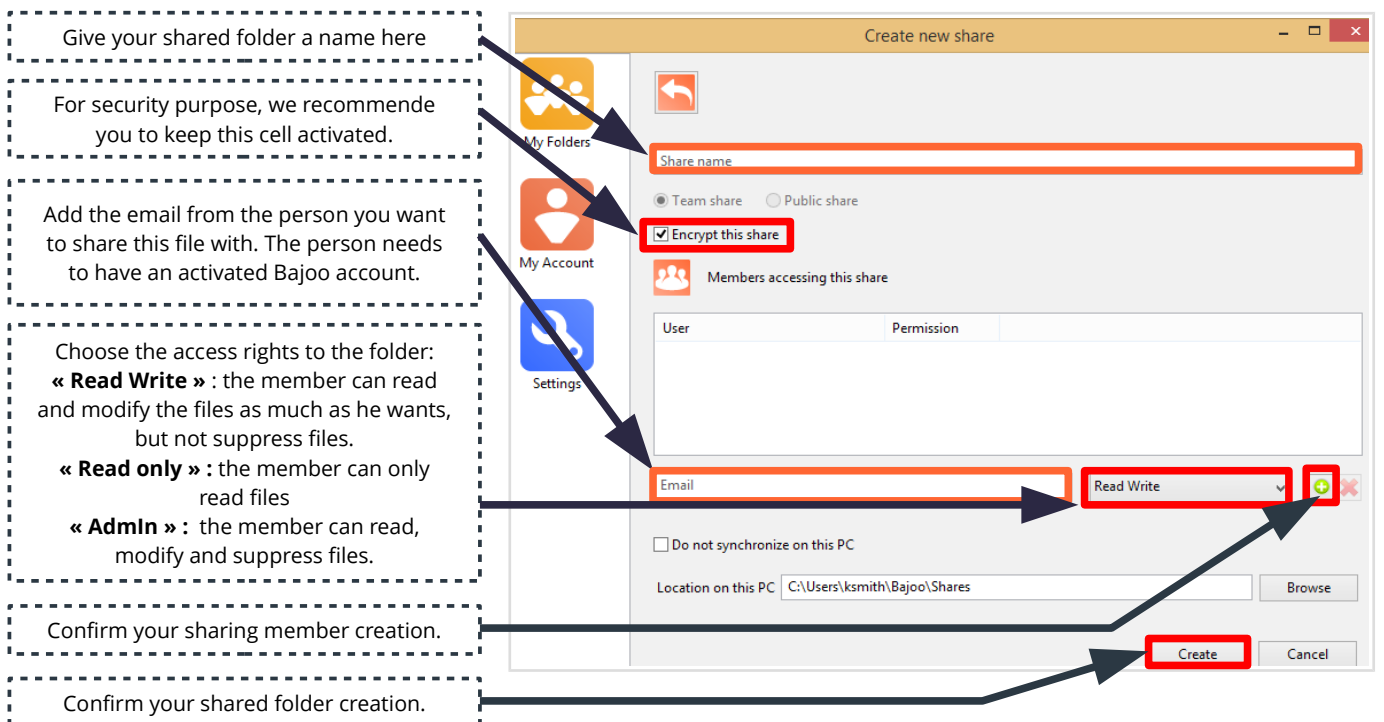 Give your shared folder a name here
For security purpose, we recommende
you to keep this cell activated.
Add the email from the person you want
to share this file with. The person needs
to have an activated Bajoo account.
Choose the access rights to the folder:
« Read Write » : the member can read
and modify the files as much as he wants,
but not suppress files.
« Read only » : the member can only
read files
« AdmIn » : the member can read,
modify and suppress files.
Confirm your sharing member creation.
Confirm your shared folder creation.
Create new share
My Folders
My Account
Settings
Share name
Team share Public share
Encrypt this share
Members accessing this share
User Permission
Email Read Write
Do not synchronize on this PC
Location on this PC C:\Users\ksmith\Bajoo\Shares Browse
Create Cancel